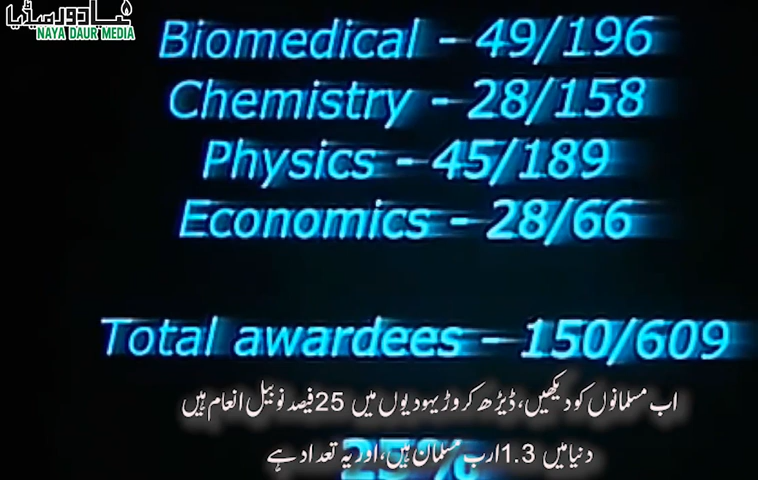 نیا دور میڈیا
NAYA DAUR MEDIA
Biomedical - 49/196
Chemistry - 28/158
Physics - 45/189
Economics - 28/66
Total awardees - 150/609
اب مسلمانوں کو دیکھیں، ڈیڑھ کروڑ یہودیوں میں 25 فیصد نوبیل انعام ہیں
دنیا میں 1.3 ارب مسلمان ہیں، اور یہ تعداد ہے
25%